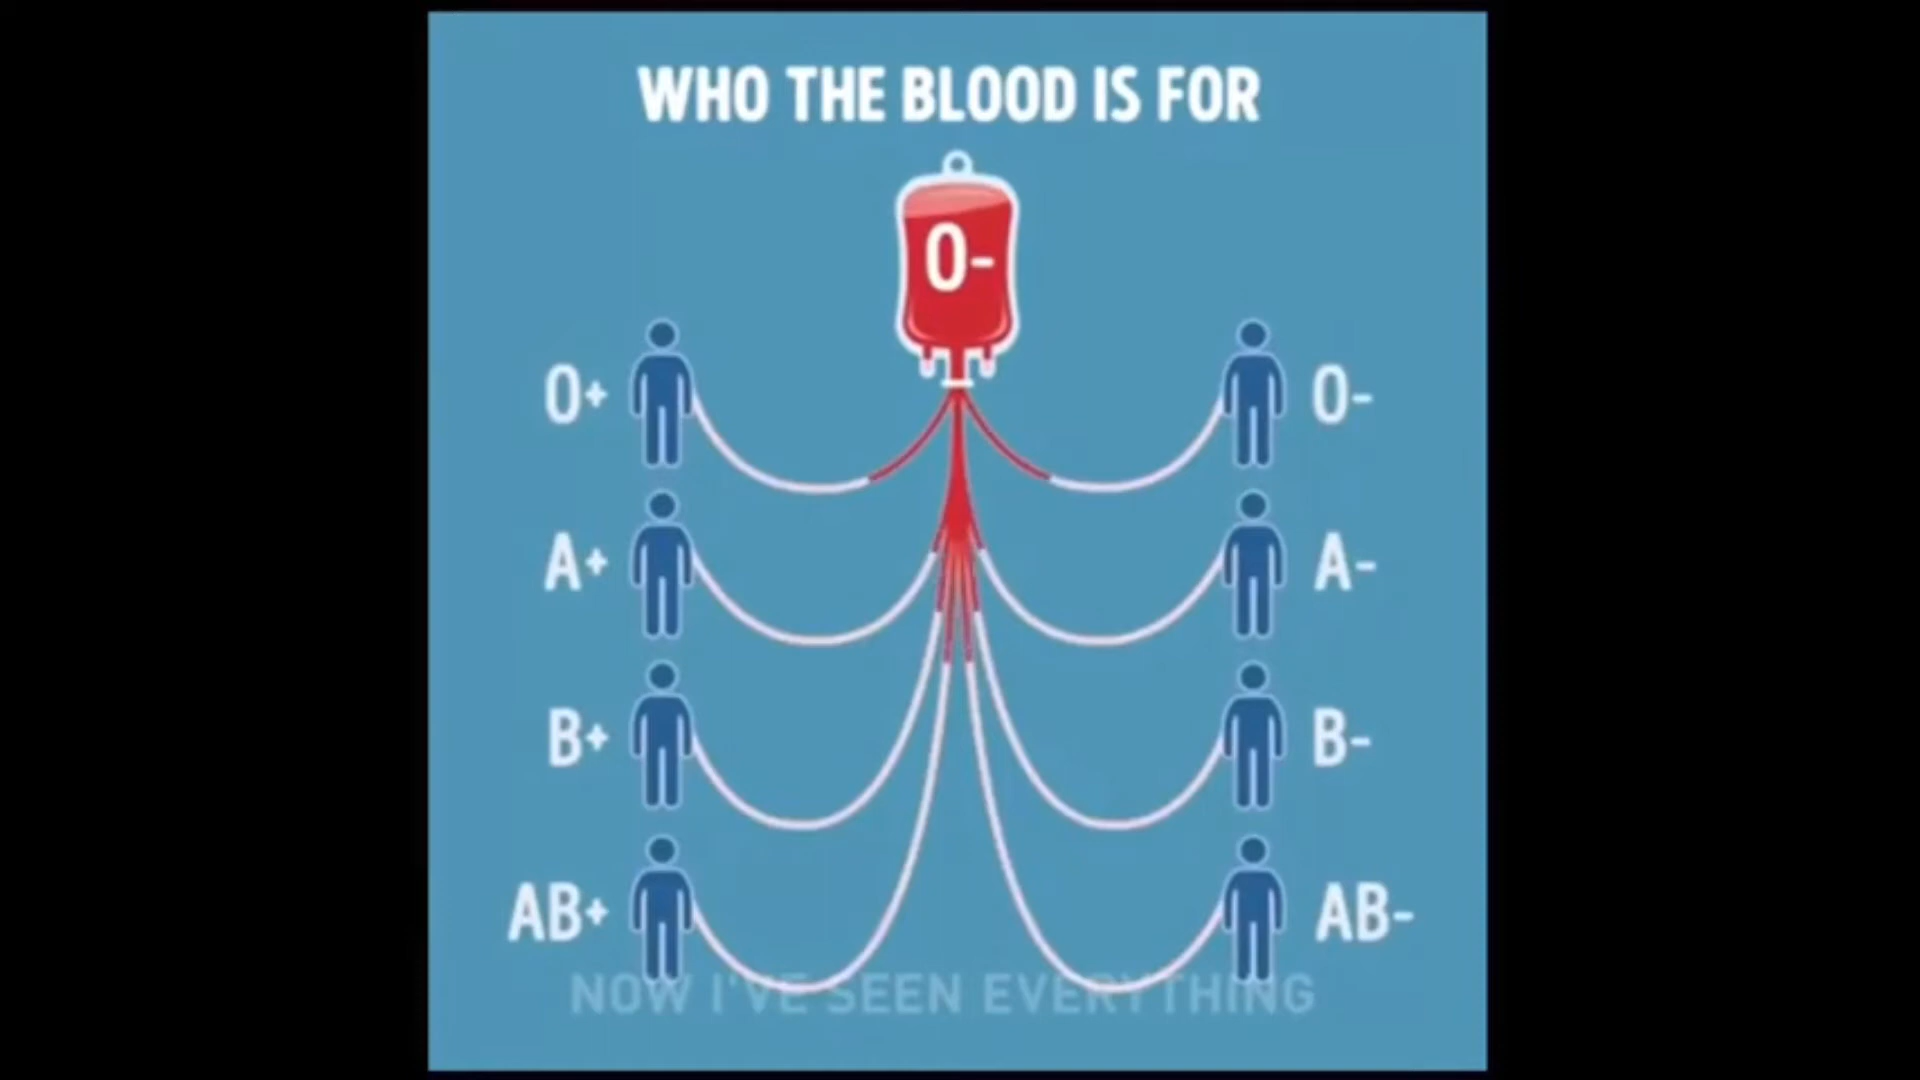 WHO THE BLOOD IS FOR
O-
O+
O-
A+
A-
B+
B-
AB+
AB-
NOW I'VE SEEN EVERYTHING